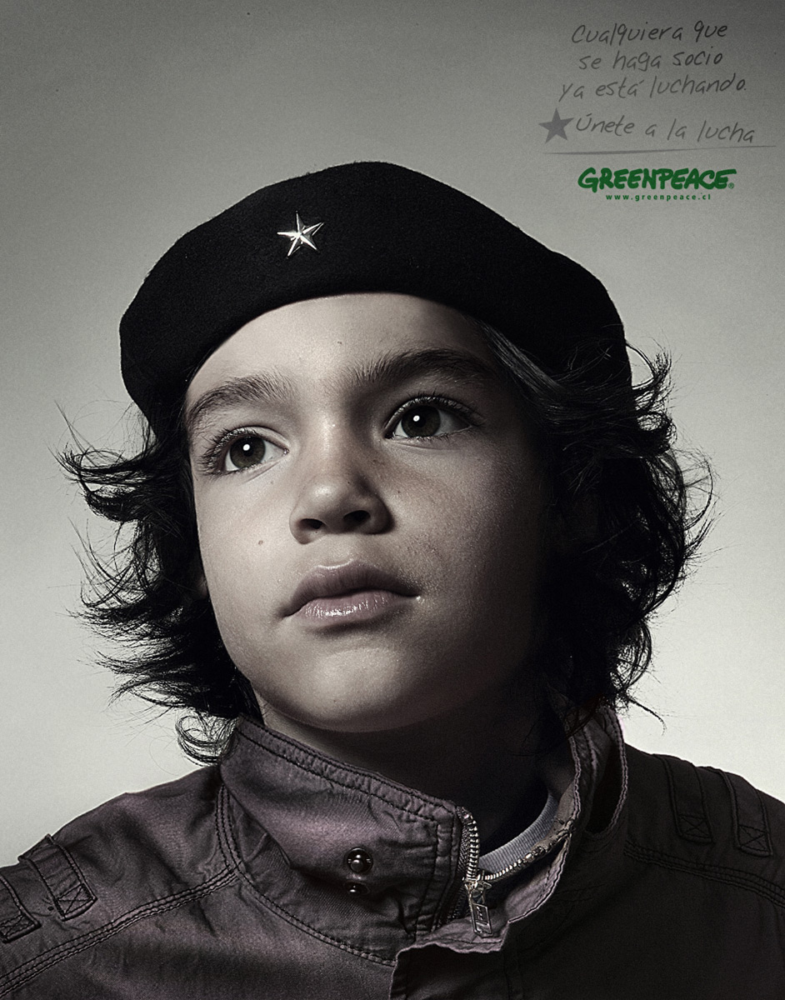 Cualquiera que
se haga socio
ya está luchando.
Únete a la lucha
GREENPEACE®
www.greenpeace.cl